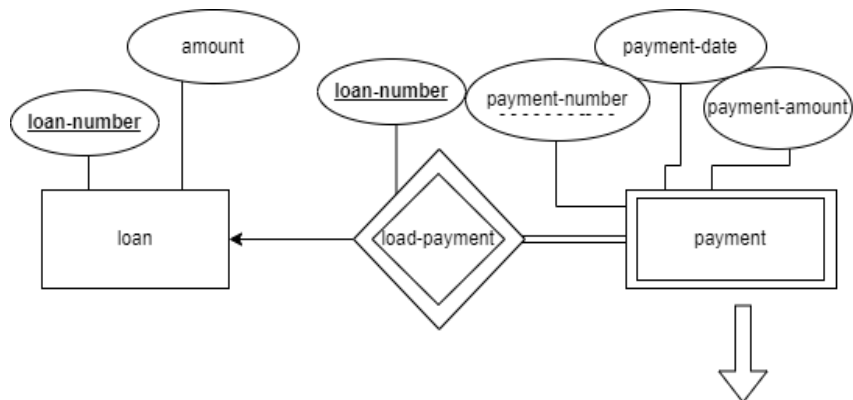 amount
payment-date
loan-number
payment-number
payment-amount
loan-number
loan
load-payment
payment